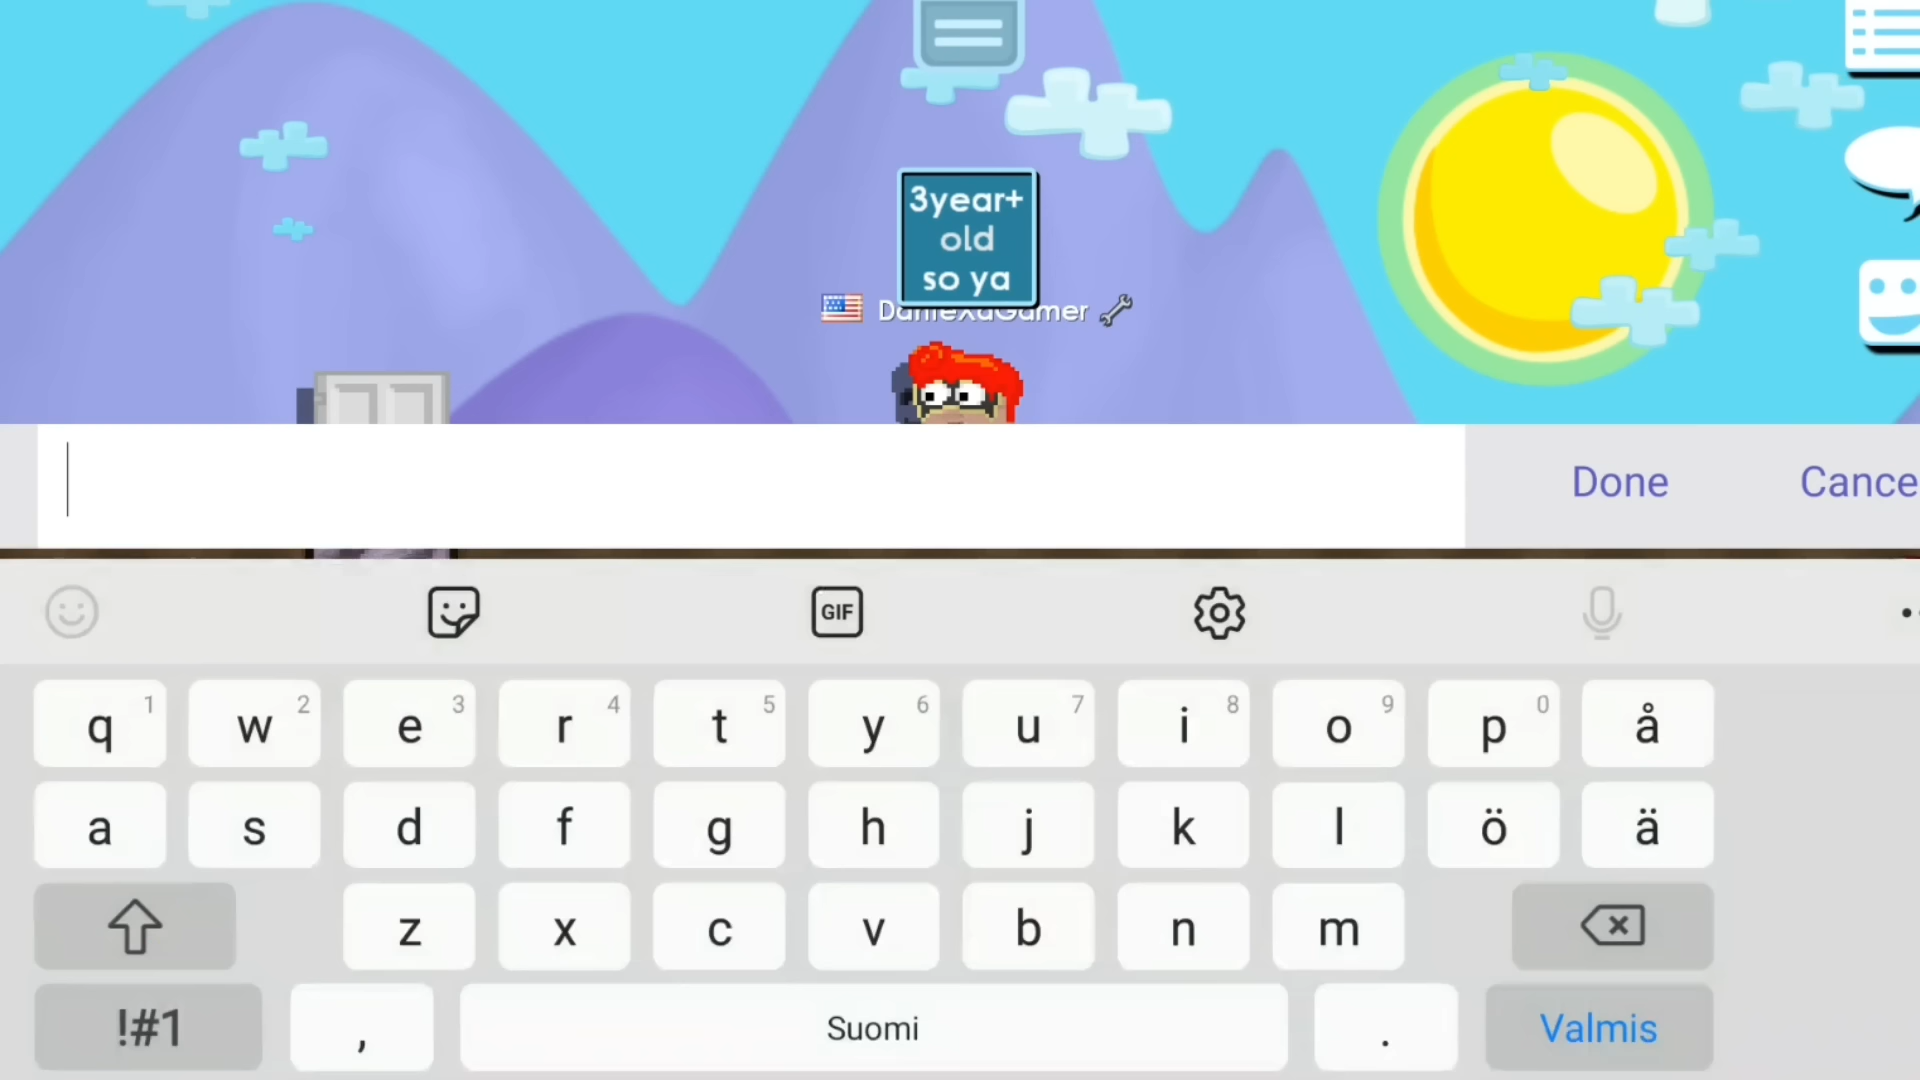 3year+
old
so ya
DanteXdGamer
Done Cance
GIF
q 1 w 2 e 3 r 4 t 5 y 6 u 7 i 8 o 9 p 0 å
a s d f g h j k l ö ä
z x c v b n m
!#1 , Suomi . Valmis